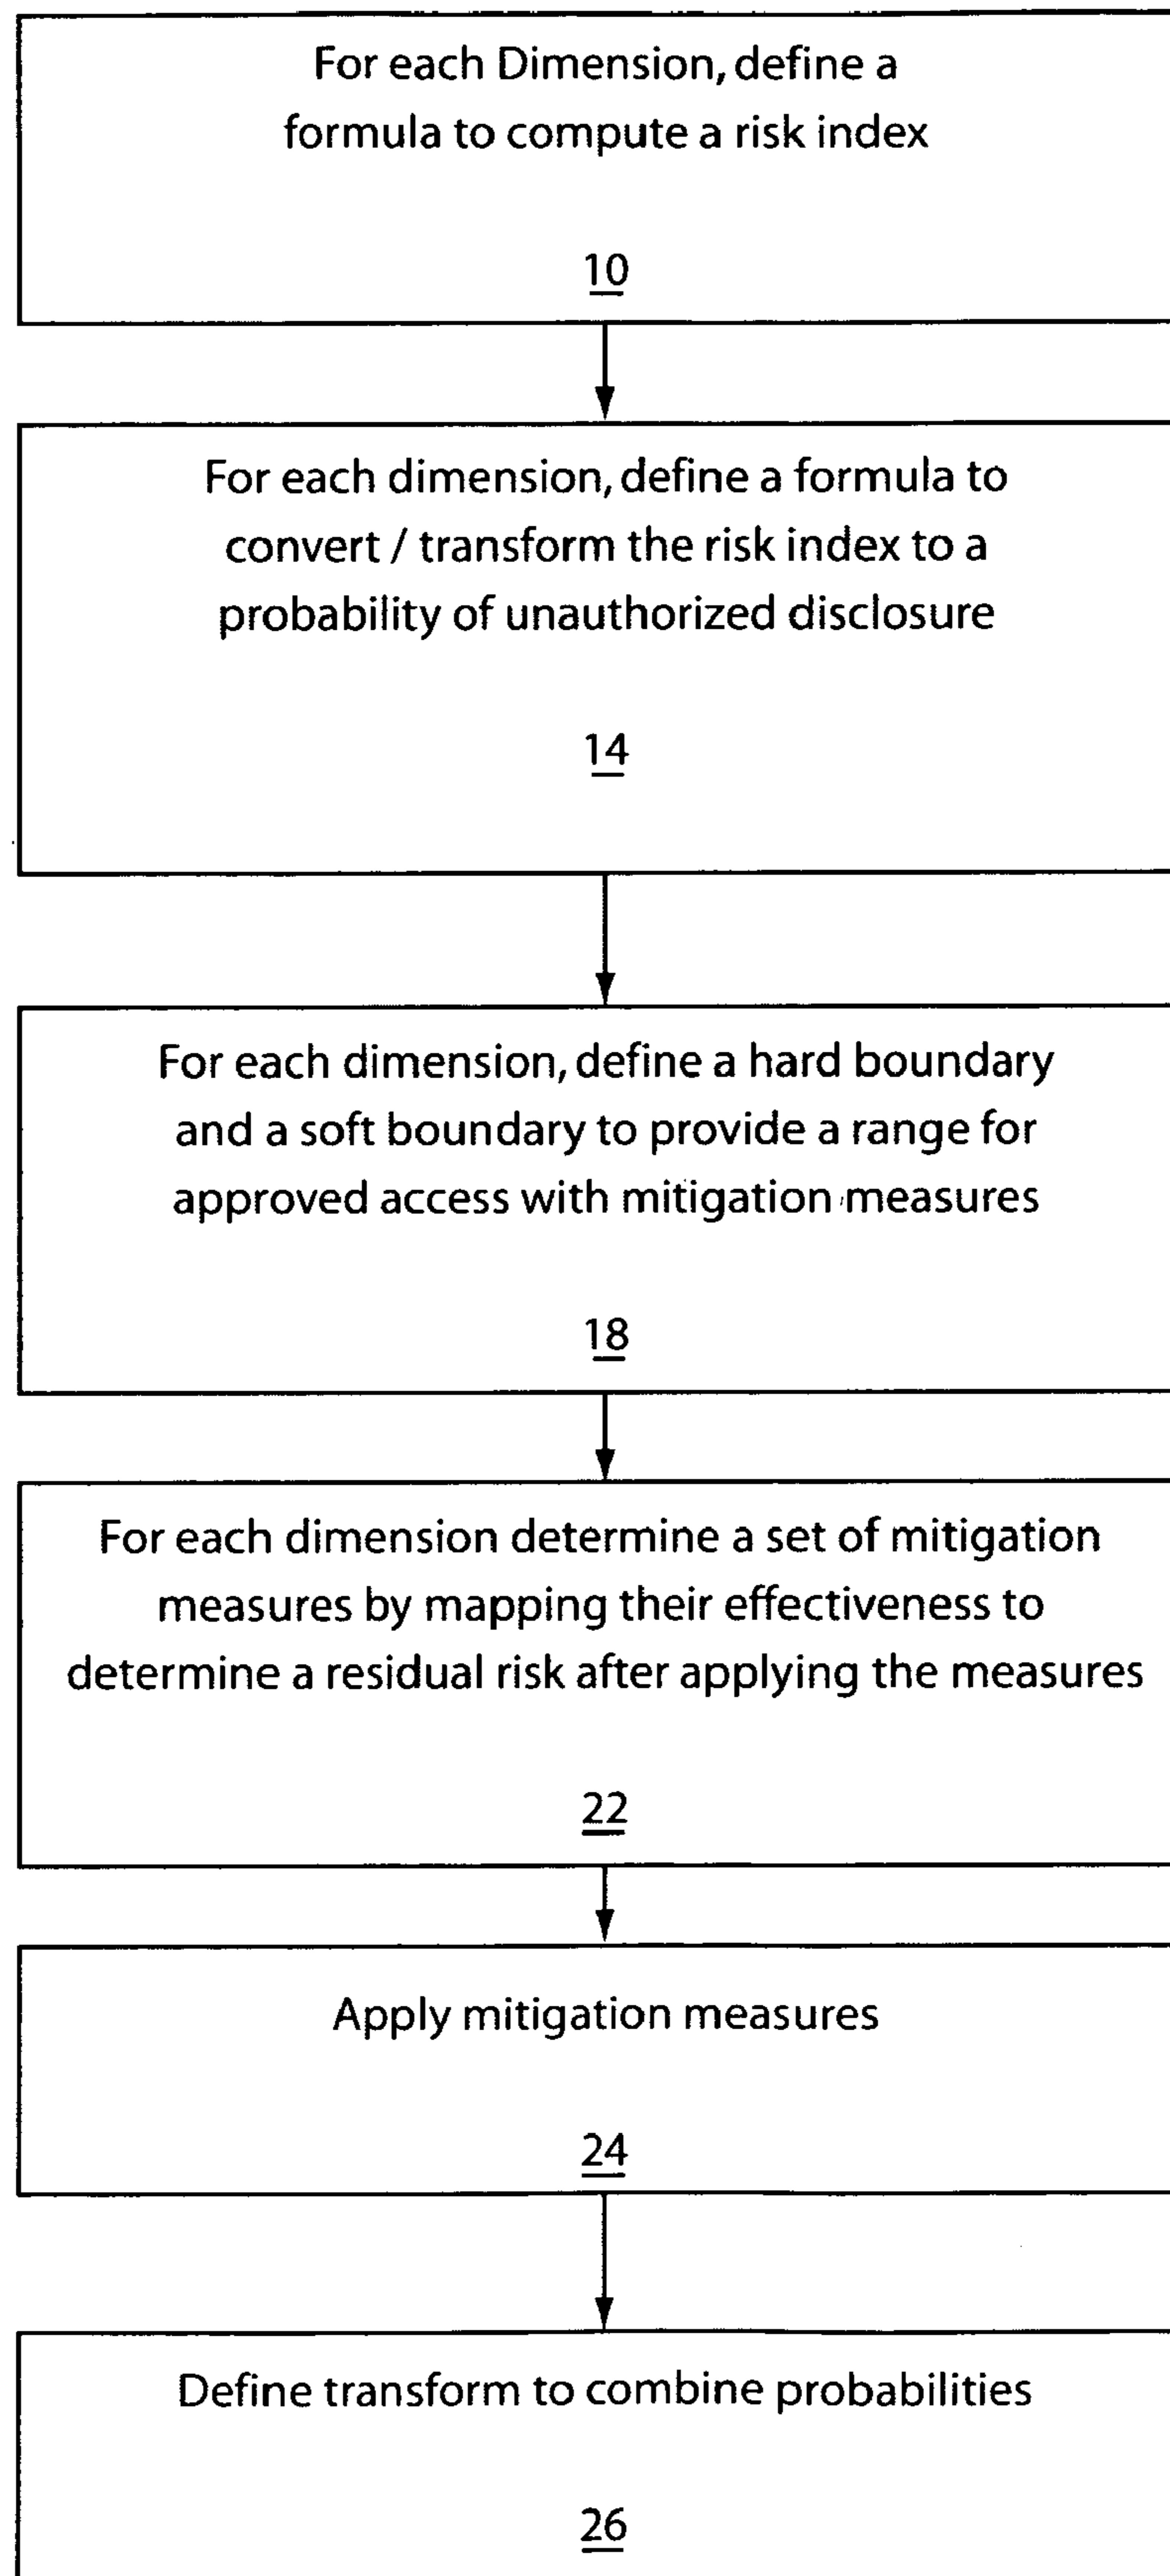 For each Dimension, define a
formula to compute a risk index
10
For each dimension, define a formula to
convert / transform the risk index to a
probability of unauthorized disclosure
14
For each dimension, define a hard boundary
and a soft boundary to provide a range for
approved access with mitigation measures
18
For each dimension determine a set of mitigation
measures by mapping their effectiveness to
determine a residual risk after applying the measures
22
Apply mitigation measures
24
Define transform to combine probabilities
26